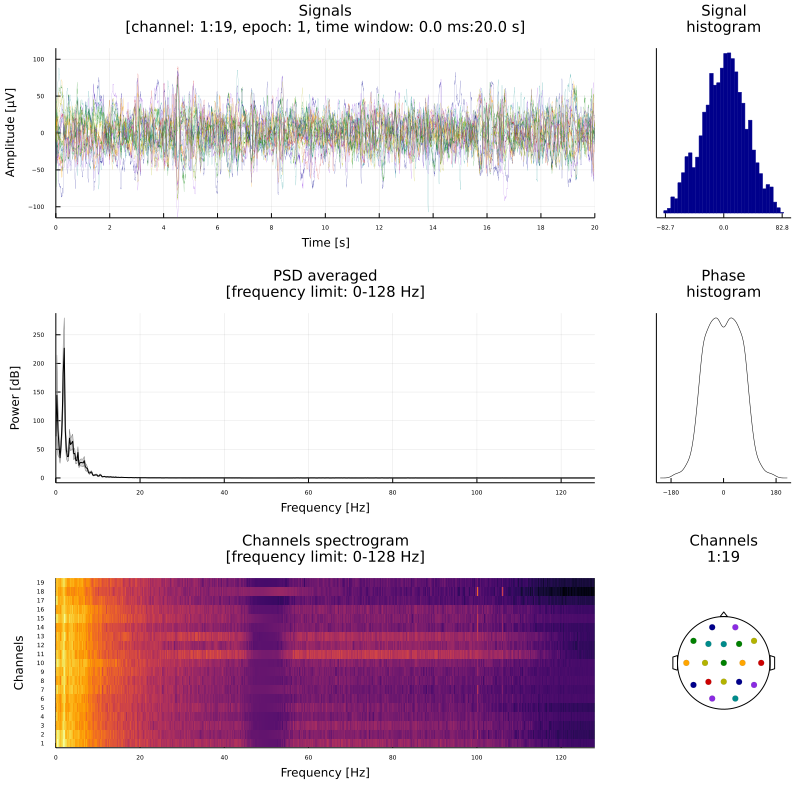 Signals
[channel: 1:19, epoch: 1, time window: 0.0 ms:20.0 s]
Amplitude [μV]
100
50
0
−50
−100
0 2 4 6 8 10 12 14 16 18 20
Time [s]
Signal
histogram
−82.7 0.0 82.8
PSD averaged
[frequency limit: 0-128 Hz]
Power [dB]
250
200
150
100
50
0
0 20 40 60 80 100 120
Frequency [Hz]
Phase
histogram
−180 0 180
Channels spectrogram
[frequency limit: 0-128 Hz]
Channels
19
18
17
16
15
14
13
12
11
10
9
8
7
6
5
4
3
2
1
0 20 40 60 80 100 120
Frequency [Hz]
Channels
1:19